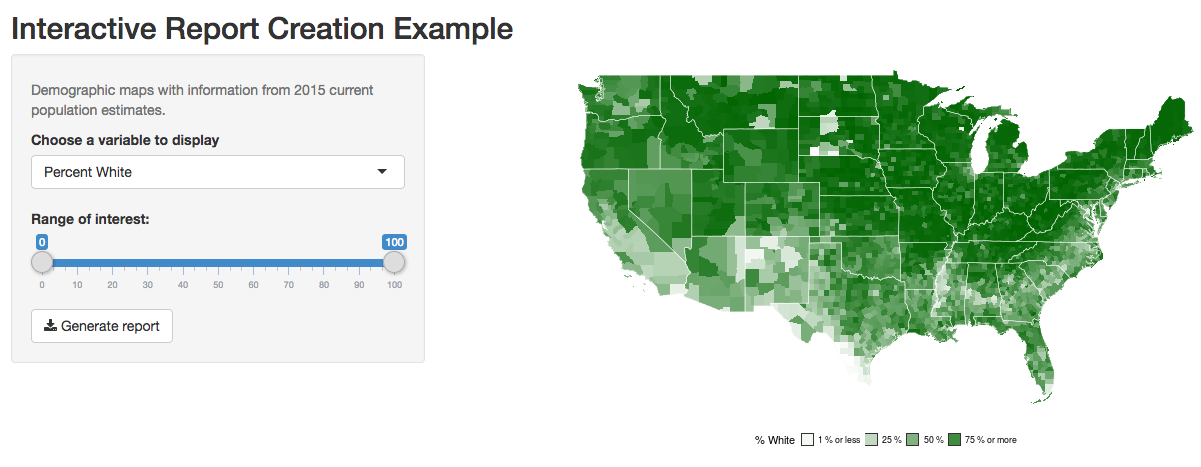 Interactive Report Creation Example
Demographic maps with information from 2015 current
population estimates.
Choose a variable to display
Percent White
Range of interest:
0 100
0 10 20 30 40 50 60 70 80 90 100
Generate report
% White 1 % or less 25 % 50 % 75 % or more